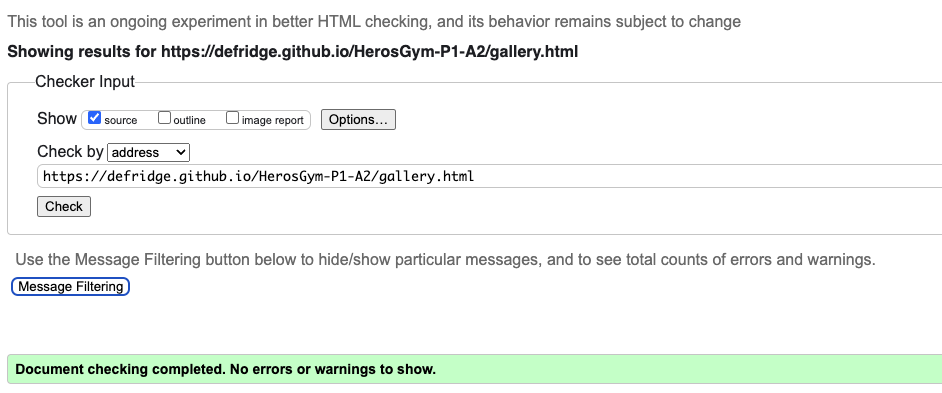 This tool is an ongoing experiment in better HTML checking, and its behavior remains subject to change
Showing results for https://defridge.github.io/HerosGym-P1-A2/gallery.html
Checker Input
Show source outline image report Options...
Check by address
https://defridge.github.io/HerosGym-P1-A2/gallery.html
Check
Use the Message Filtering button below to hide/show particular messages, and to see total counts of errors and warnings.
Message Filtering
Document checking completed. No errors or warnings to show.